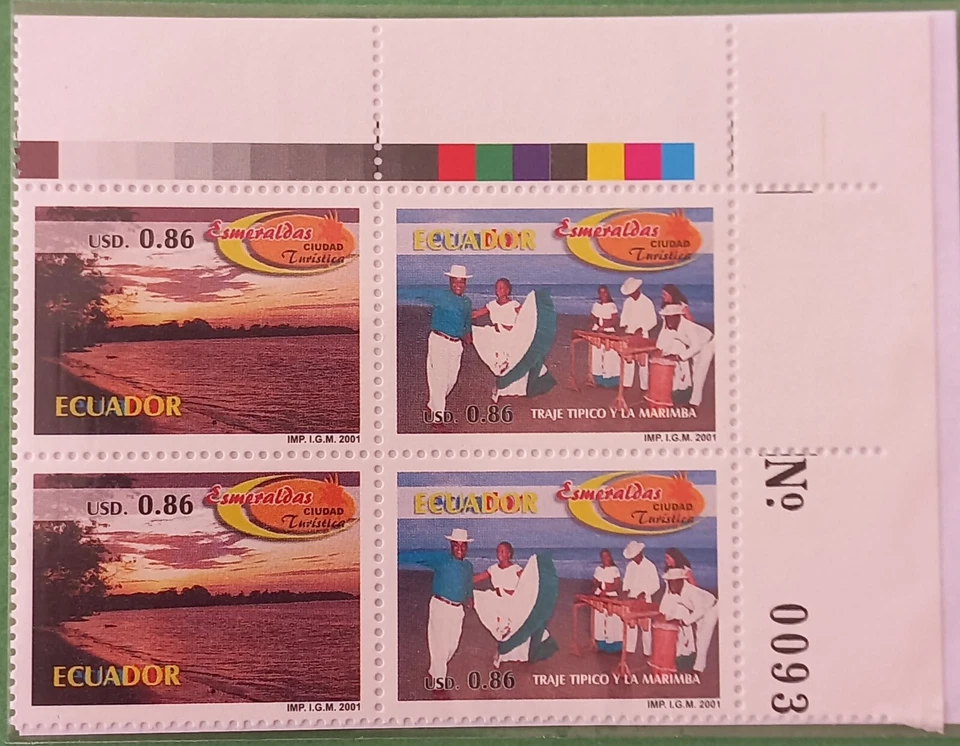 USD. 0.86
Esmeraldas
CIUDAD
Turística
ECUADOR
IMP. I.G.M. 2001
ECUADOR
Esmeraldas
CIUDAD
Turística
USD. 0.86
TRAJE TIPICO Y LA MARIMBA
IMP. I.G.M. 2001
USD. 0.86
Esmeraldas
CIUDAD
Turística
ECUADOR
IMP. I.G.M. 2001
ECUADOR
Esmeraldas
CIUDAD
Turística
USD. 0.86
TRAJE TIPICO Y LA MARIMBA
IMP. I.G.M. 2001
Nº 0093